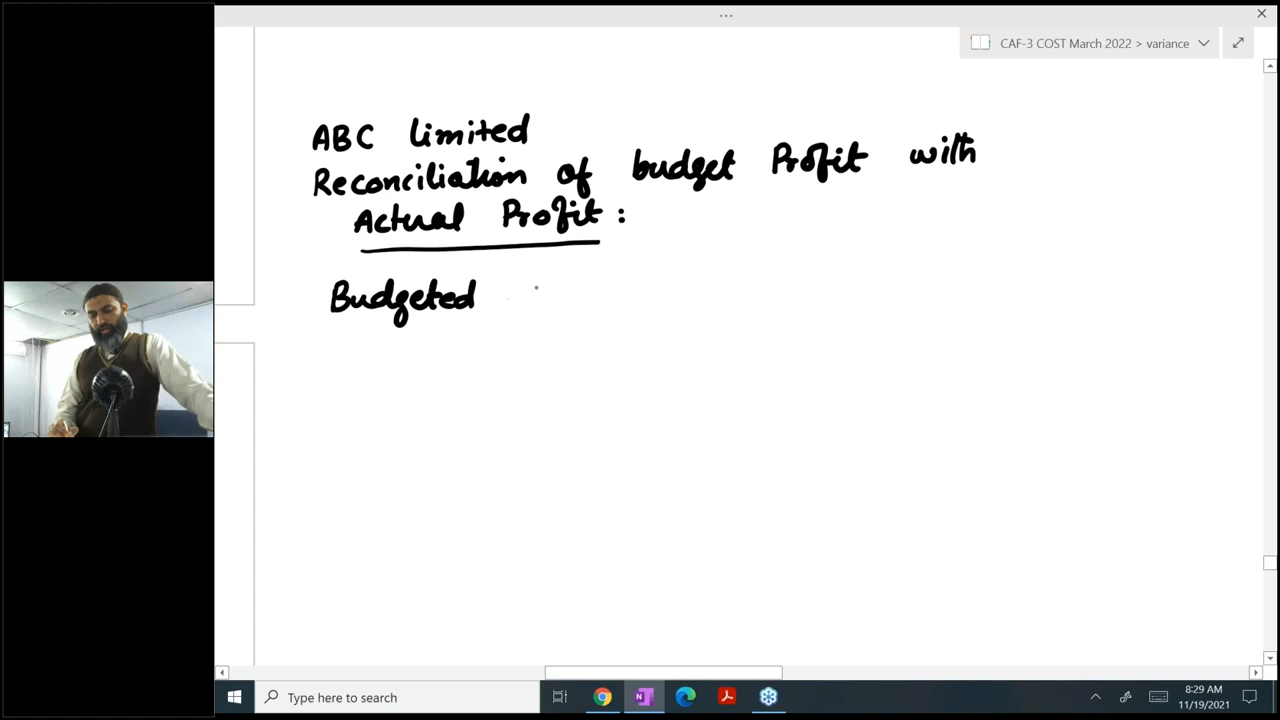 CAF-3 COST March 2022 > variance
ABC Limited
Reconciliation of budget Profit with
Actual Profit :
Budgeted
Type here to search
8:29 AM
11/19/2021